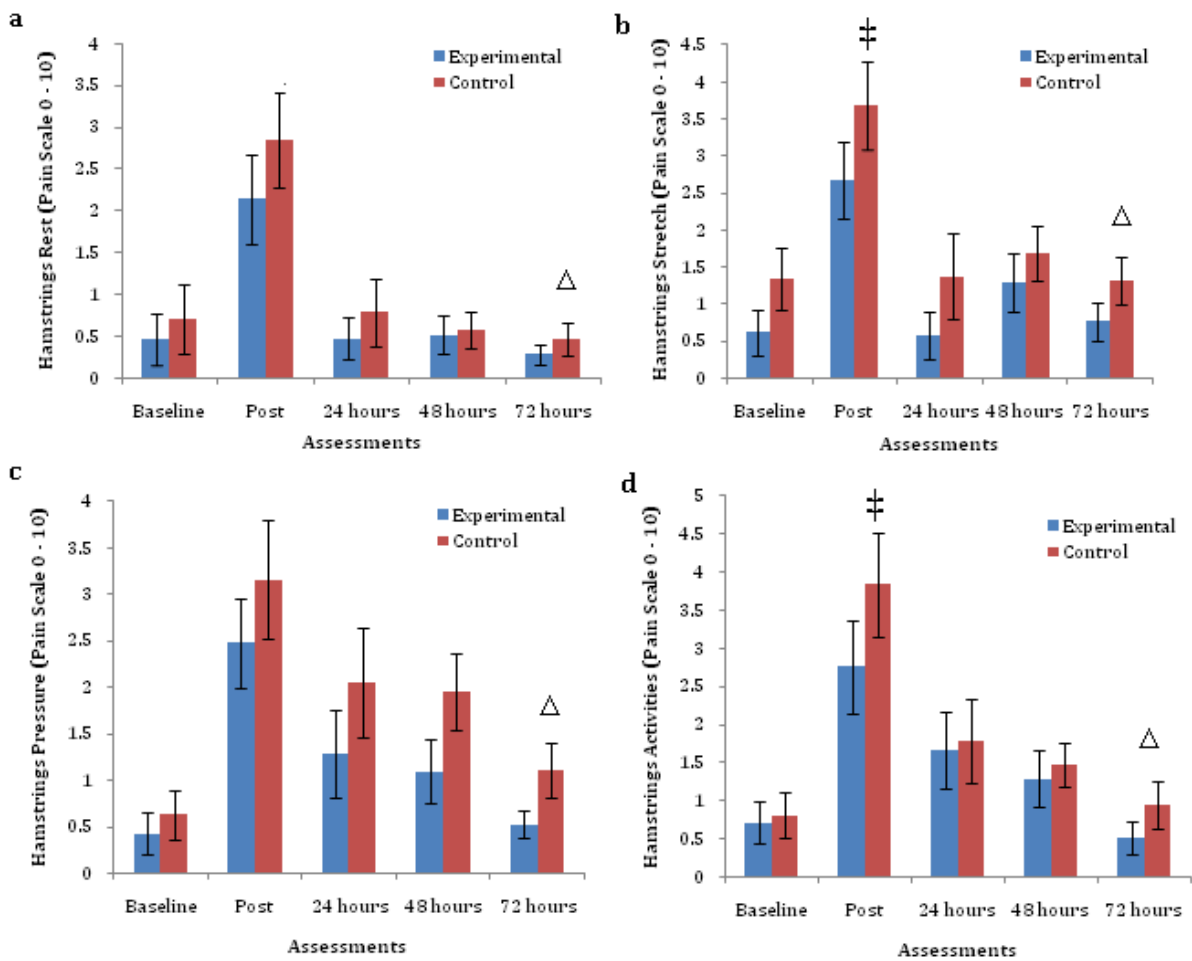 a
Hamstrings Rest (Pain Scale 0 - 10)
4
3.5
3
2.5
2
1.5
1
0.5
0
Experimental
Control
△
Baseline Post 24 hours 48 hours 72 hours
Assessments
b
Hamstrings Stretch (Pain Scale 0 - 10)
4.5
4
3.5
3
2.5
2
1.5
1
0.5
0
‡
Experimental
Control
△
Baseline Post 24 hours 48 hours 72 hours
Assessments
c
Hamstrings Pressure (Pain Scale 0 - 10)
4
3.5
3
2.5
2
1.5
1
0.5
0
Experimental
Control
△
Baseline Post 24 hours 48 hours 72 hours
Assessments
d
Hamstrings Activities (Pain Scale 0 - 10)
5
4.5
4
3.5
3
2.5
2
1.5
1
0.5
0
‡
Experimental
Control
△
Baseline Post 24 hours 48 hours 72 hours
Assessments